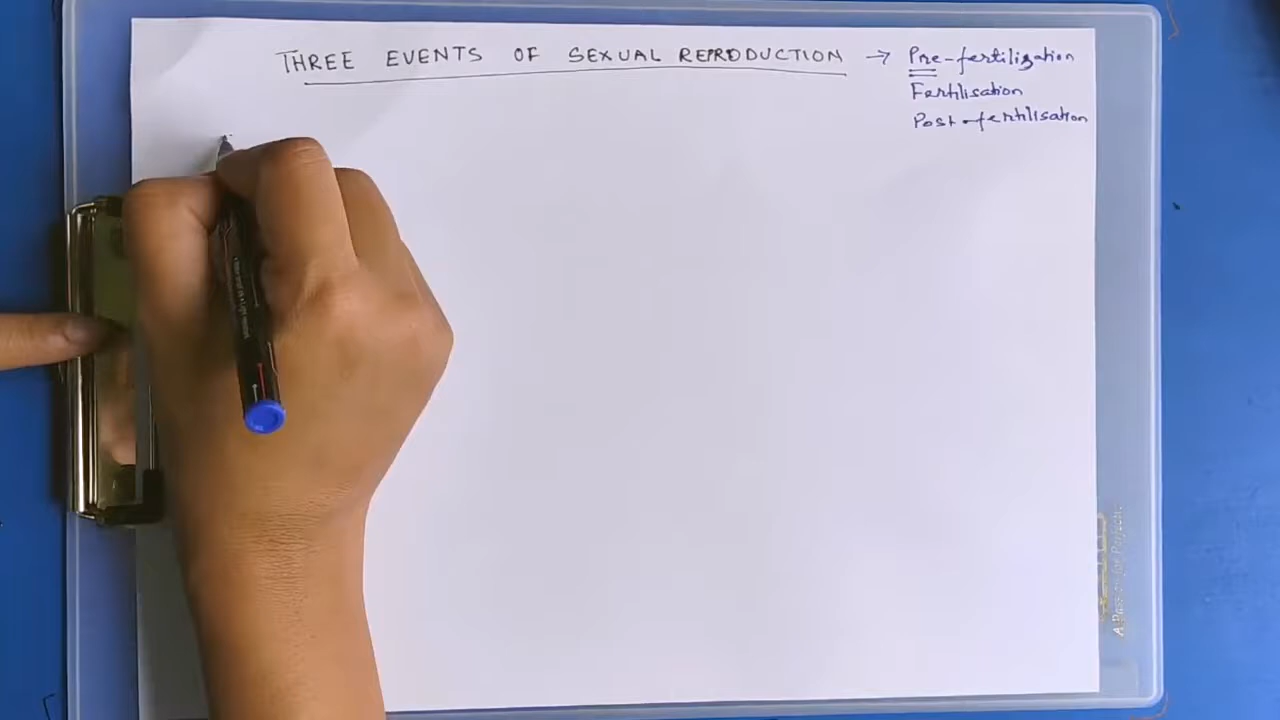 THREE EVENTS OF SEXUAL REPRODUCTION → Pre-fertilization
Fertilisation
Post-fertilisation